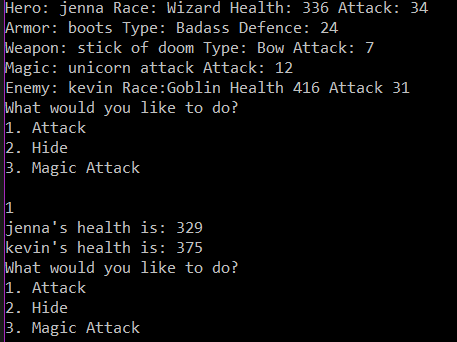 Hero: jenna Race: Wizard Health: 336 Attack: 34
Armor: boots Type: Badass Defence: 24
Weapon: stick of doom Type: Bow Attack: 7
Magic: unicorn attack Attack: 12
Enemy: kevin Race:Goblin Health 416 Attack 31
What would you like to do?
1. Attack
2. Hide
3. Magic Attack
1
jenna's health is: 329
kevin's health is: 375
What would you like to do?
1. Attack
2. Hide
3. Magic Attack